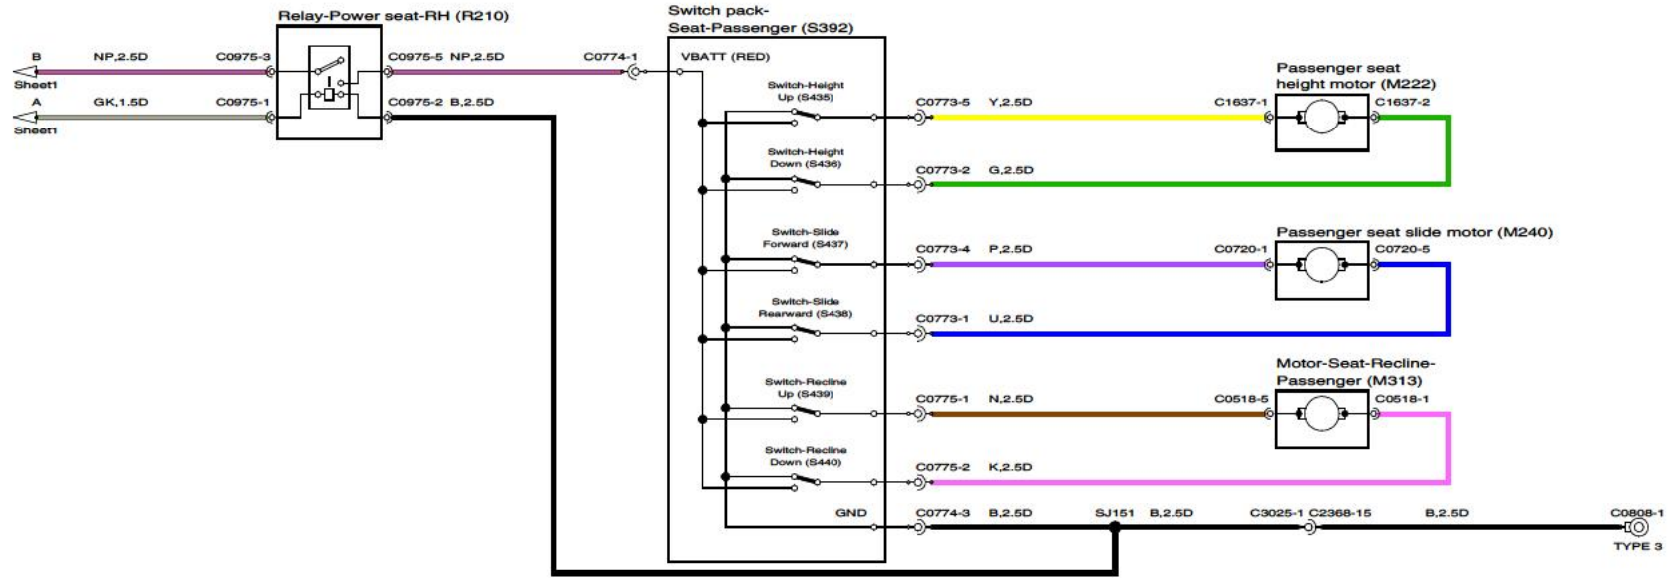 Relay-Power seat-RH (R210)
Switch pack-
Seat-Passenger (S392)
B NP,2.5D C0975-3 C0975-5 NP,2.5D C0774-1 VBATT (RED)
Sheet1
A GK,1.5D C0975-1 C0975-2 B,2.5D
Sheet1
Switch-Height
Up (S435)
C0773-5 Y,2.5D
Passenger seat
height motor (M222)
C1637-1 C1637-2
Switch-Height
Down (S436)
C0773-2 G,2.5D
Switch-Slide
Forward (S437)
C0773-4 P,2.5D
Passenger seat slide motor (M240)
C0720-1 C0720-5
Switch-Slide
Rearward (S438)
C0773-1 U,2.5D
Motor-Seat-Recline-
Passenger (M313)
Switch-Recline
Up (S439)
C0775-1 N,2.5D C0518-5 C0518-1
Switch-Recline
Down (S440)
C0775-2 K,2.5D
GND C0774-3 B,2.5D SJ151 B,2.5D C3025-1 C2368-15 B,2.5D C0808-1
TYPE 3